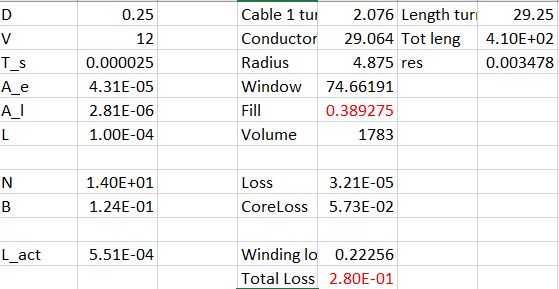 D 0.25 Cable 1 tur 2.076 Length turn 29.25
V 12 Conductor 29.064 Tot leng 4.10E+02
T_s 0.000025 Radius 4.875 res 0.003478
A_e 4.31E-05 Window 74.66191
A_l 2.81E-06 Fill 0.389275
L 1.00E-04 Volume 1783
N 1.40E+01 Loss 3.21E-05
B 1.24E-01 CoreLoss 5.73E-02
L_act 5.51E-04 Winding lo 0.22256
Total Loss 2.80E-01